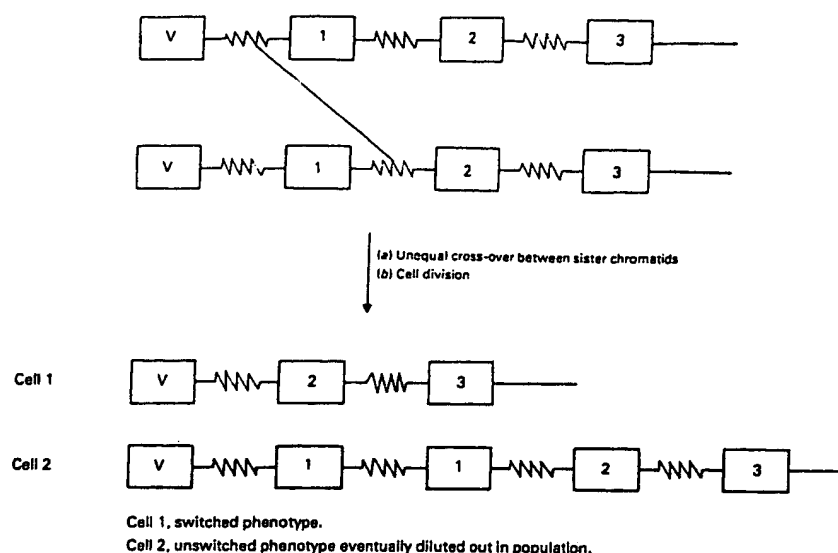 V 1 2 3
V 1 2 3
(a) Unequal cross-over between sister chromatids
(b) Cell division
Cell 1 V 2 3
Cell 2 V 1 1 2 3
Cell 1, switched phenotype.
Cell 2, unswitched phenotype eventually diluted out in population.